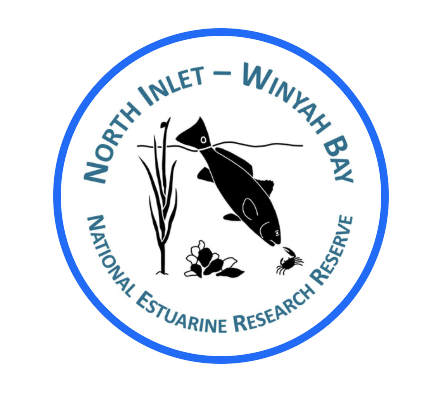 North Inlet – Winyah Bay
National Estuarine Research Reserve